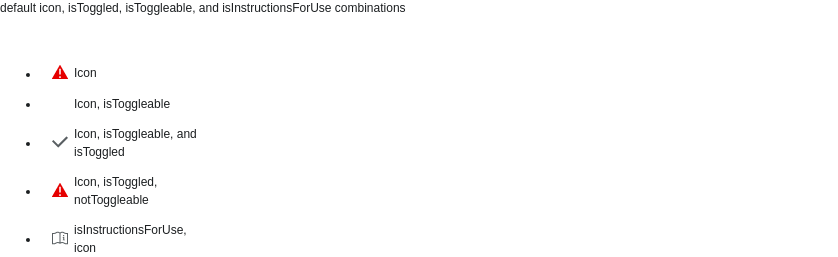 default icon, isToggled, isToggleable, and isInstructionsForUse combinations
Icon
Icon, isToggleable
Icon, isToggleable, and
isToggled
Icon, isToggled,
notToggleable
isInstructionsForUse,
icon